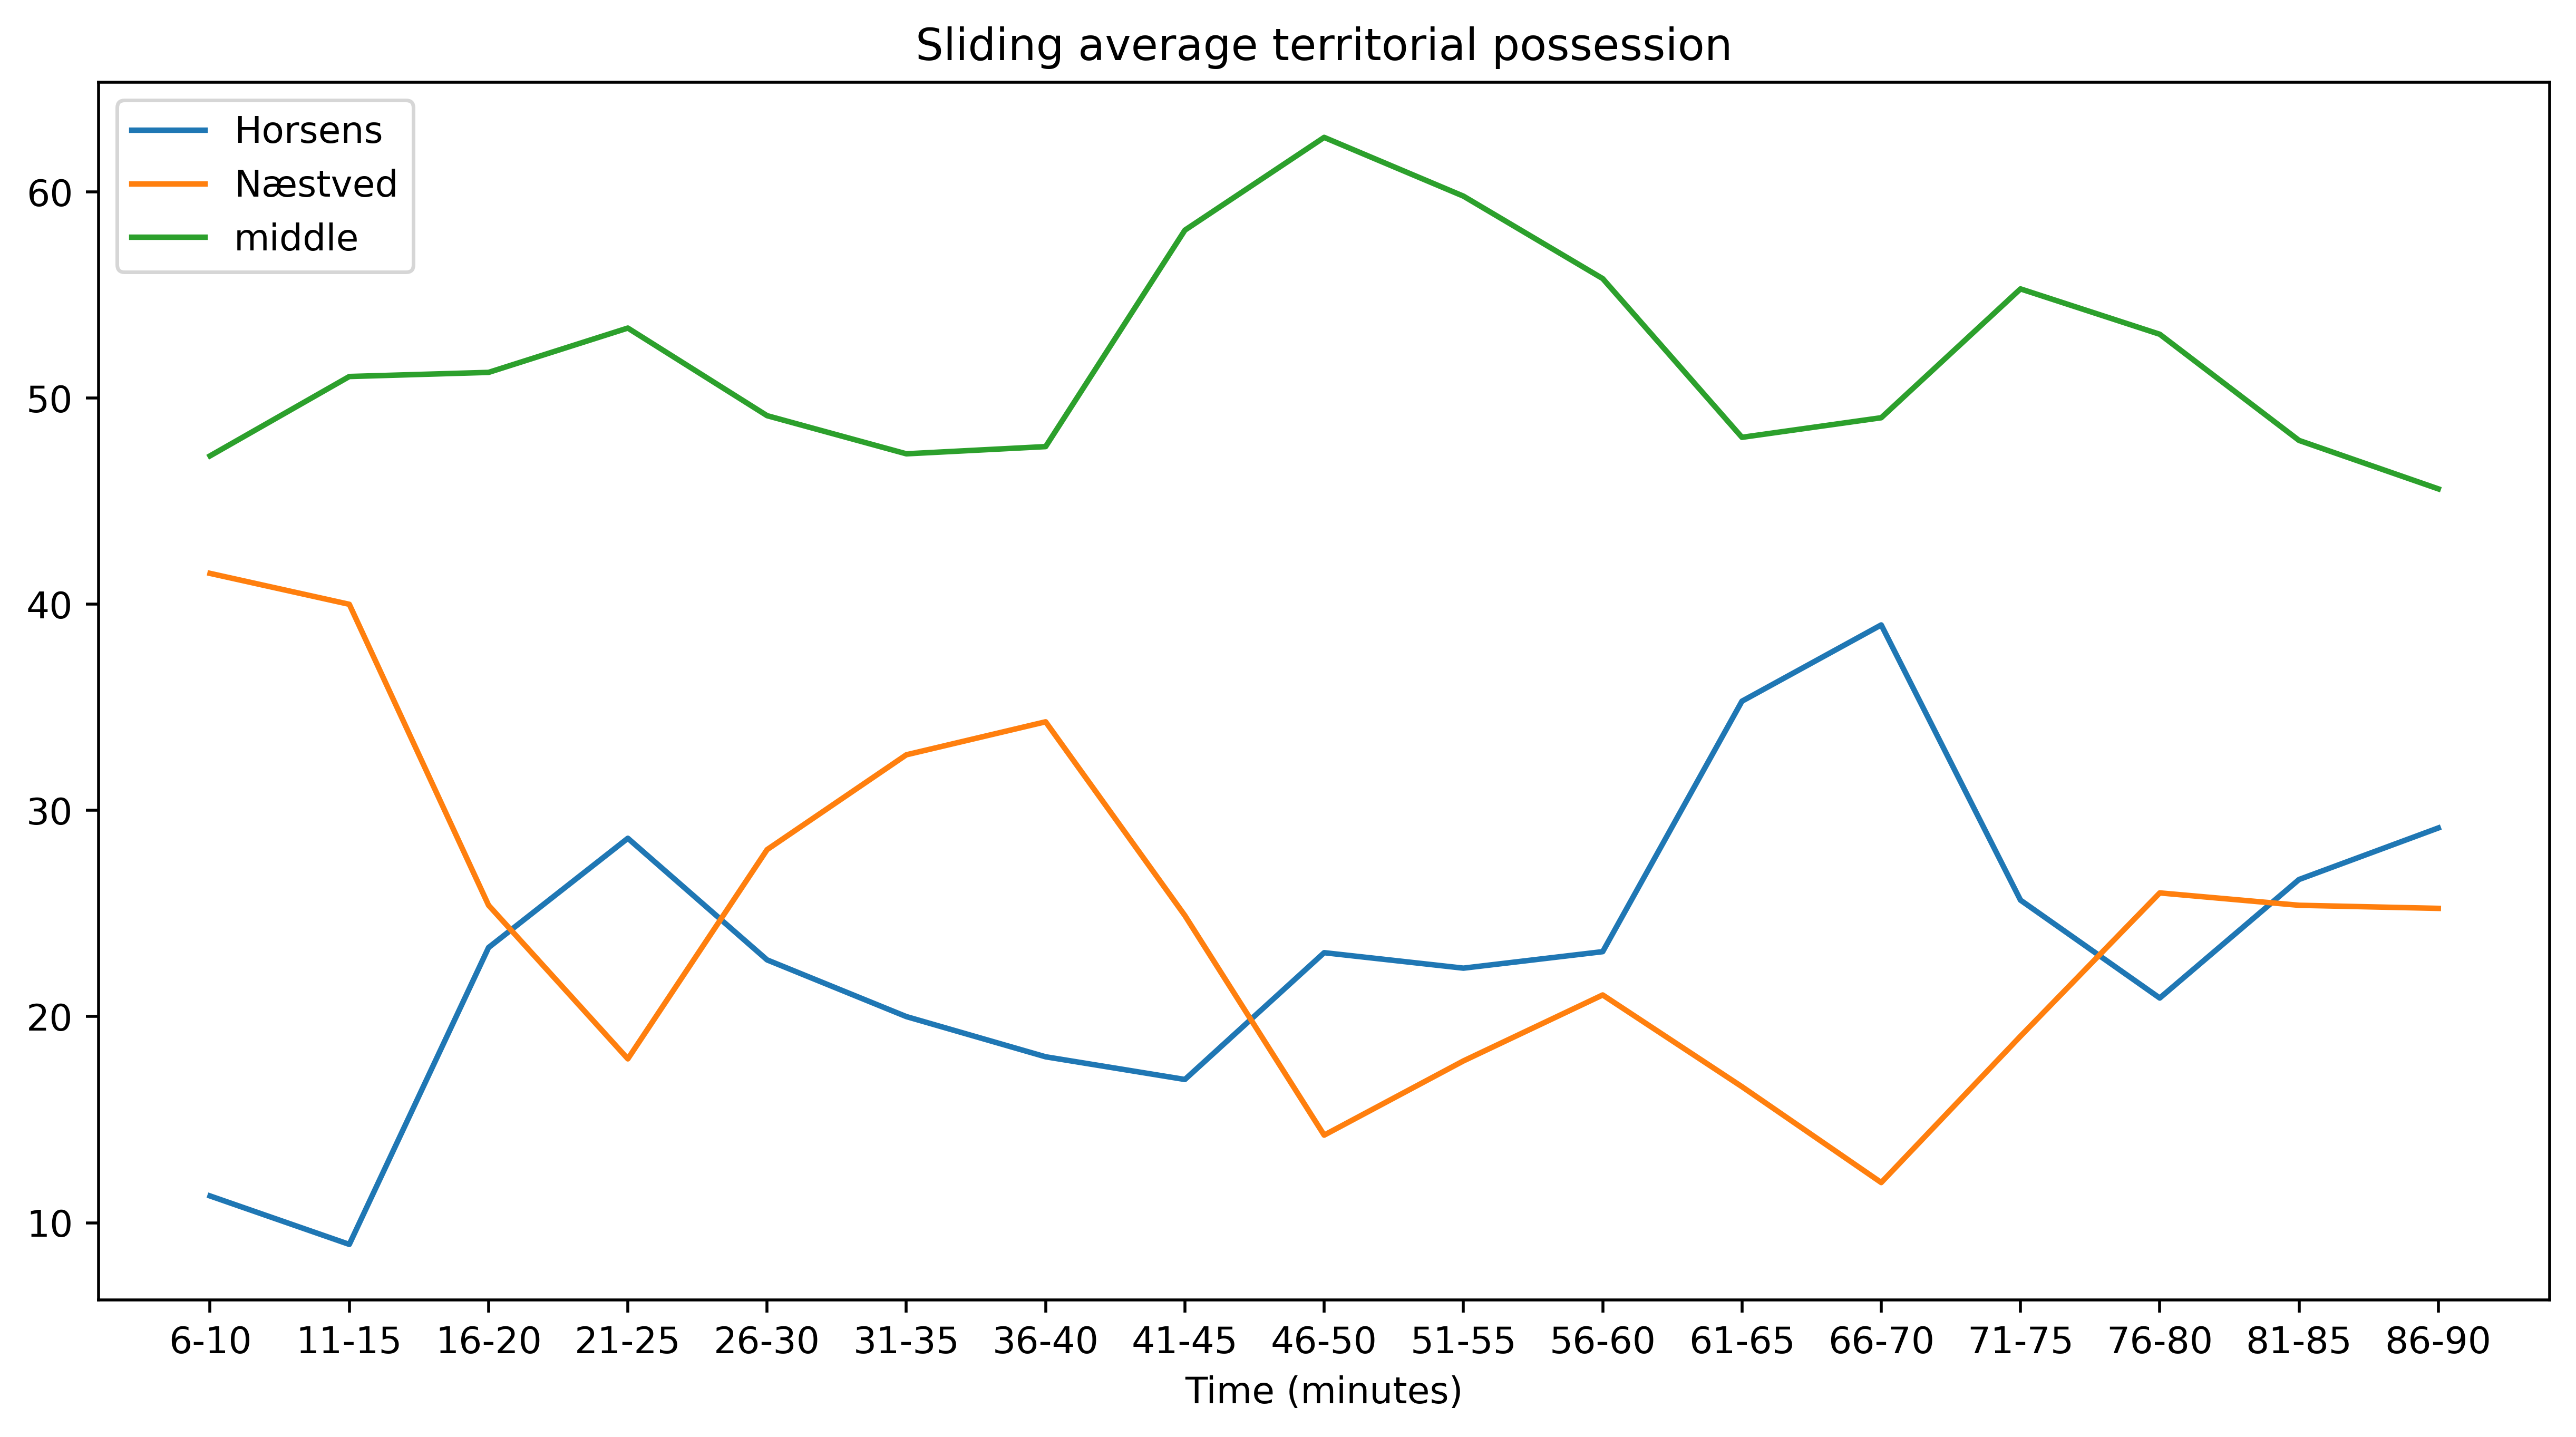 Sliding average territorial possession
Horsens
Næstved
middle
60
50
40
30
20
10
6-10 11-15 16-20 21-25 26-30 31-35 36-40 41-45 46-50 51-55 56-60 61-65 66-70 71-75 76-80 81-85 86-90
Time (minutes)